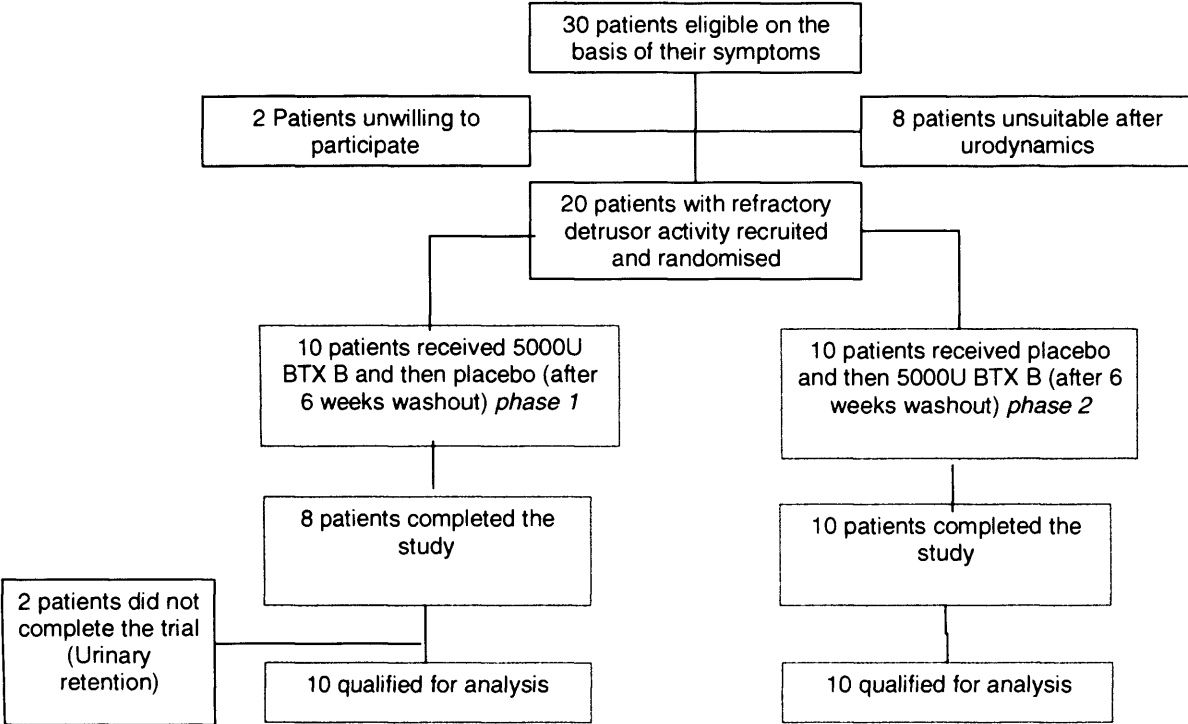 30 patients eligible on the
basis of their symptoms
2 Patients unwilling to
participate
8 patients unsuitable after
urodynamics
20 patients with refractory
detrusor activity recruited
and randomised
10 patients received 5000U
BTX B and then placebo (after
6 weeks washout) phase 1
10 patients received placebo
and then 5000U BTX B (after 6
weeks washout) phase 2
8 patients completed the
study
10 patients completed the
study
2 patients did not
complete the trial
(Urinary
retention)
10 qualified for analysis
10 qualified for analysis